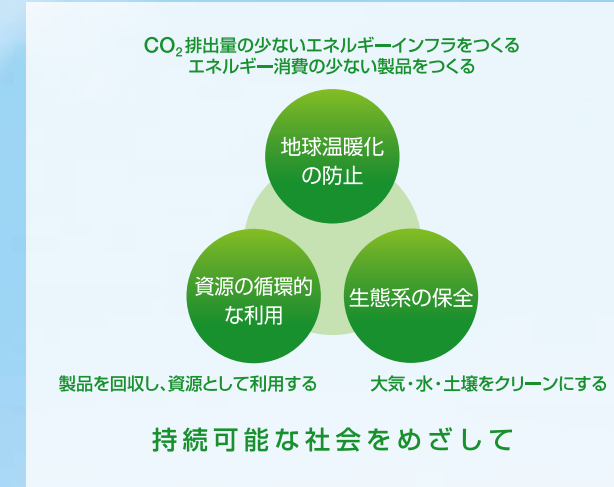 CO₂排出量の少ないエネルギーインフラをつくる
エネルギー消費の少ない製品をつくる
地球温暖化
の防止
資源の循環的
な利用
生態系の保全
製品を回収し、資源として利用する
大気・水・土壌をクリーンにする
持続可能な社会をめざして